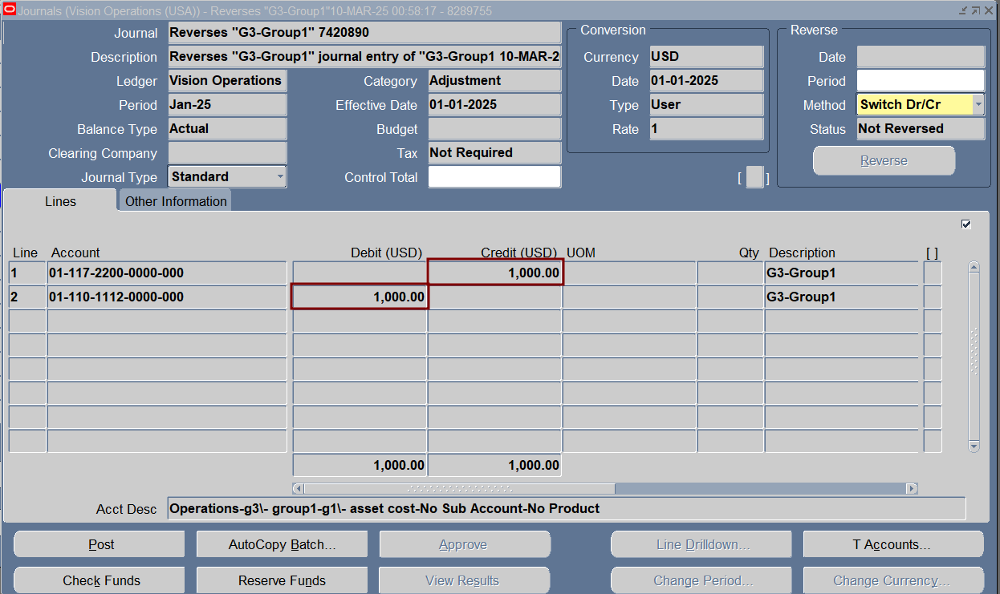 Journals (Vision Operations (USA)) - Reverses "G3-Group1"10-MAR-25 00:58:17 - 8289755
Journal Reverses "G3-Group1" 7420890
Description Reverses "G3-Group1" journal entry of "G3-Group1 10-MAR-2
Ledger Vision Operations Category Adjustment
Period Jan-25 Effective Date 01-01-2025
Balance Type Actual Budget
Clearing Company Tax Not Required
Journal Type Standard Control Total
Conversion
Currency USD
Date 01-01-2025
Type User
Rate 1
Reverse
Date
Period
Method Switch Dr/Cr
Status Not Reversed
Reverse
[ ]
Lines Other Information
Line Account Debit (USD) Credit (USD) UOM Qty Description [ ]
1 01-117-2200-0000-000 1,000.00 G3-Group1
2 01-110-1112-0000-000 1,000.00 G3-Group1
1,000.00 1,000.00
Acct Desc Operations-g3\- group1-g1\- asset cost-No Sub Account-No Product
Post AutoCopy Batch... Approve Line Drilldown... T Accounts...
Check Funds Reserve Funds View Results Change Period... Change Currency...